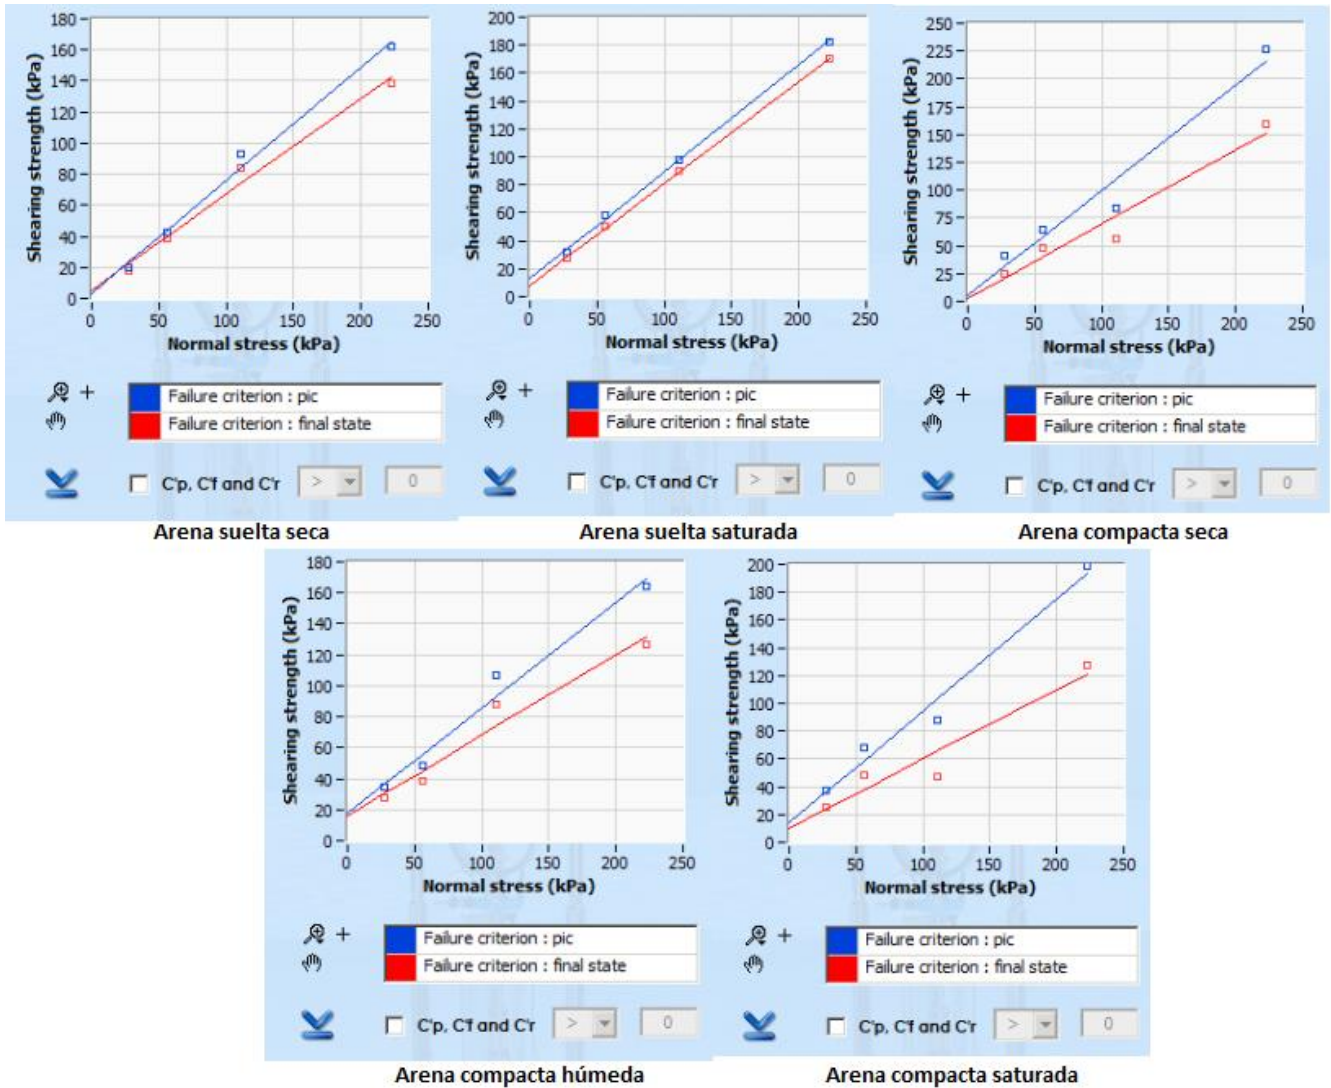 Shearing strength (kPa)
180
160
140
120
100
80
60
40
20
0
0 50 100 150 200 250
Normal stress (kPa)
Failure criterion : pic
Failure criterion : final state
C'p, C'f and C'r > 0
Arena suelta seca
Shearing strength (kPa)
200
180
160
140
120
100
80
60
40
20
0
0 50 100 150 200 250
Normal stress (kPa)
Failure criterion : pic
Failure criterion : final state
C'p, C'f and C'r > 0
Arena suelta saturada
Shearing strength (kPa)
250
225
200
175
150
125
100
75
50
25
0
0 50 100 150 200 250
Normal stress (kPa)
Failure criterion : pic
Failure criterion : final state
C'p, C'f and C'r > 0
Arena compacta seca
Shearing strength (kPa)
180
160
140
120
100
80
60
40
20
0
0 50 100 150 200 250
Normal stress (kPa)
Failure criterion : pic
Failure criterion : final state
C'p, C'f and C'r > 0
Arena compacta húmeda
Shearing strength (kPa)
200
180
160
140
120
100
80
60
40
20
0
0 50 100 150 200 250
Normal stress (kPa)
Failure criterion : pic
Failure criterion : final state
C'p, C'f and C'r > 0
Arena compacta saturada